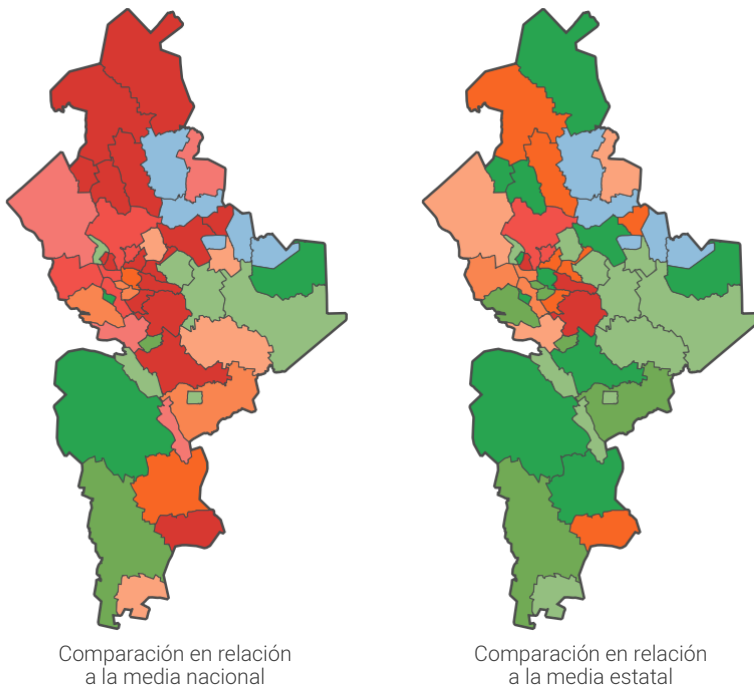 Comparación en relación
a la media nacional
Comparación en relación
a la media estatal